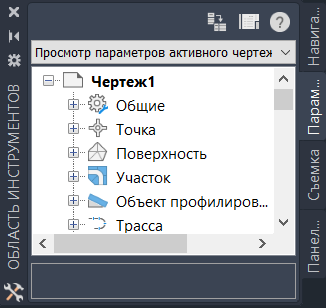 Просмотр параметров активного чертеж
Чертеж1
Общие
Точка
Поверхность
Участок
Объект профилиров...
Трасса
ОБЛАСТЬ ИНСТРУМЕНТОВ
Навига...
Парам...
Съемка
Панел...